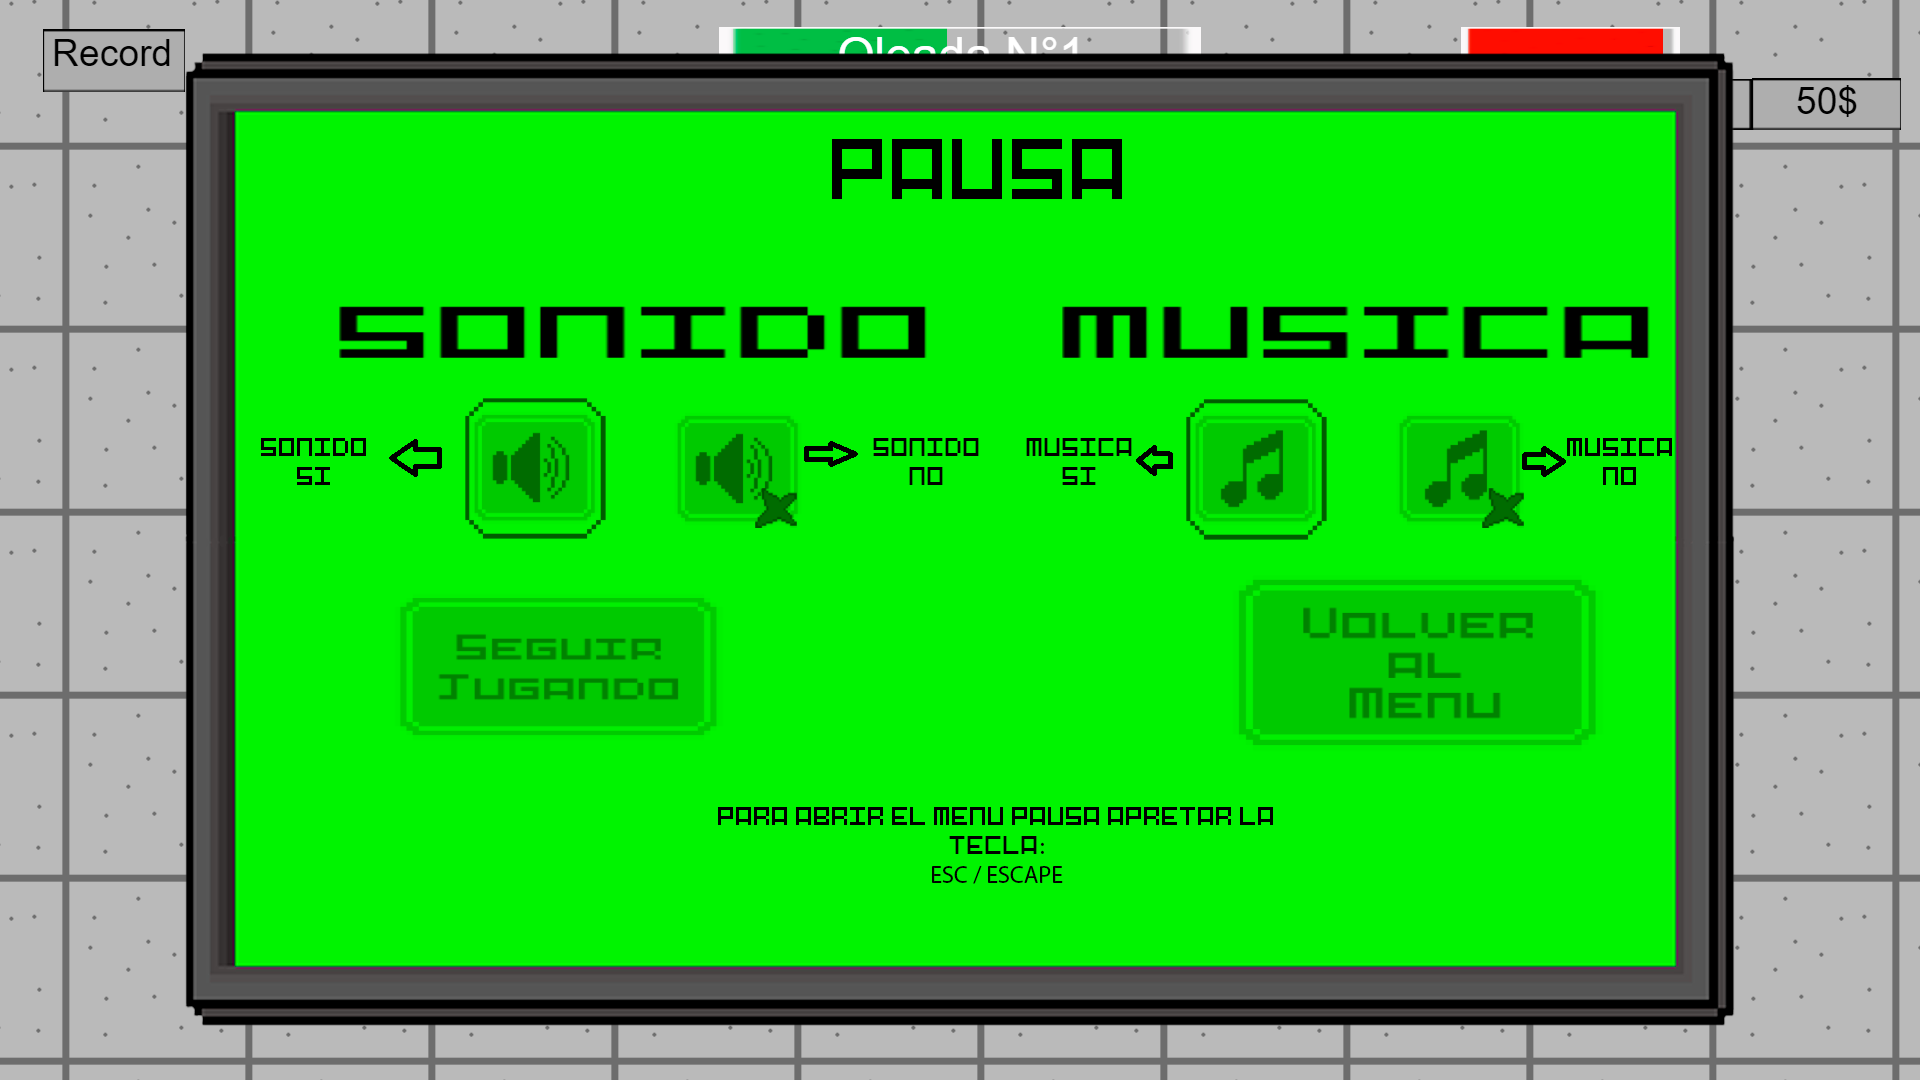 Record
Oleada N°1
50$
PAUSA
SONIDO MUSICA
SONIDO SI
SONIDO NO
MUSICA SI
MUSICA NO
SEGUIR
JUGANDO
VOLVER
AL
MENU
PARA ABRIR EL MENU PAUSA APRETAR LA
TECLA:
ESC / ESCAPE